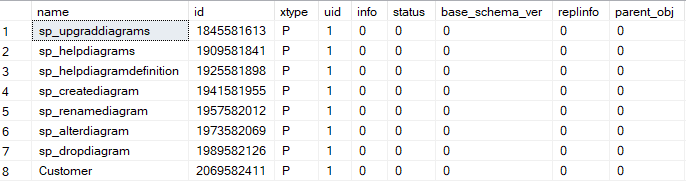 name id xtype uid info status base_schema_ver replinfo parent_obj
1 sp_upgraddiagrams 1845581613 P 1 0 0 0 0 0
2 sp_helpdiagrams 1909581841 P 1 0 0 0 0 0
3 sp_helpdiagramdefinition 1925581898 P 1 0 0 0 0 0
4 sp_creatediagram 1941581955 P 1 0 0 0 0 0
5 sp_renamediagram 1957582012 P 1 0 0 0 0 0
6 sp_alterdiagram 1973582069 P 1 0 0 0 0 0
7 sp_dropdiagram 1989582126 P 1 0 0 0 0 0
8 Customer 2069582411 P 1 0 0 0 0 0